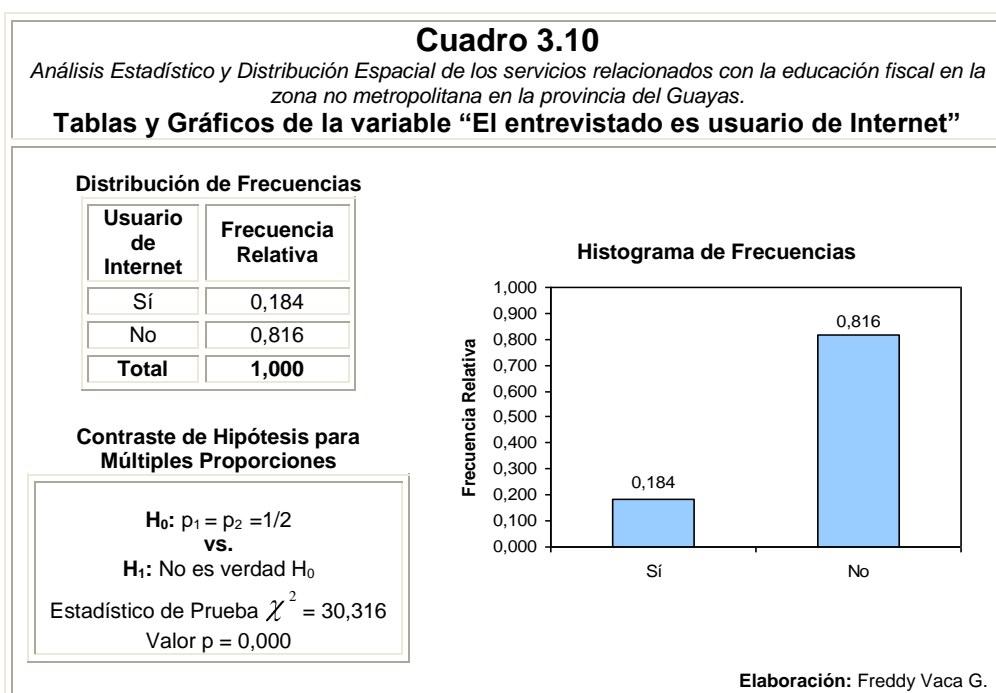 Cuadro 3.10
Análisis Estadístico y Distribución Espacial de los servicios relacionados con la educación fiscal en la
zona no metropolitana en la provincia del Guayas.
Tablas y Gráficos de la variable “El entrevistado es usuario de Internet”
Distribución de Frecuencias
Usuario
de
Internet
Frecuencia
Relativa
Sí 0,184
No 0,816
Total 1,000
Contraste de Hipótesis para
Múltiples Proporciones
H₀: p₁ = p₂ =1/2
vs.
H₁: No es verdad H₀
Estadístico de Prueba χ² = 30,316
Valor p = 0,000
Histograma de Frecuencias
Frecuencia Relativa
1,000
0,900
0,800
0,700
0,600
0,500
0,400
0,300
0,200
0,100
0,000
0,184
0,816
Sí No
Elaboración: Freddy Vaca G.